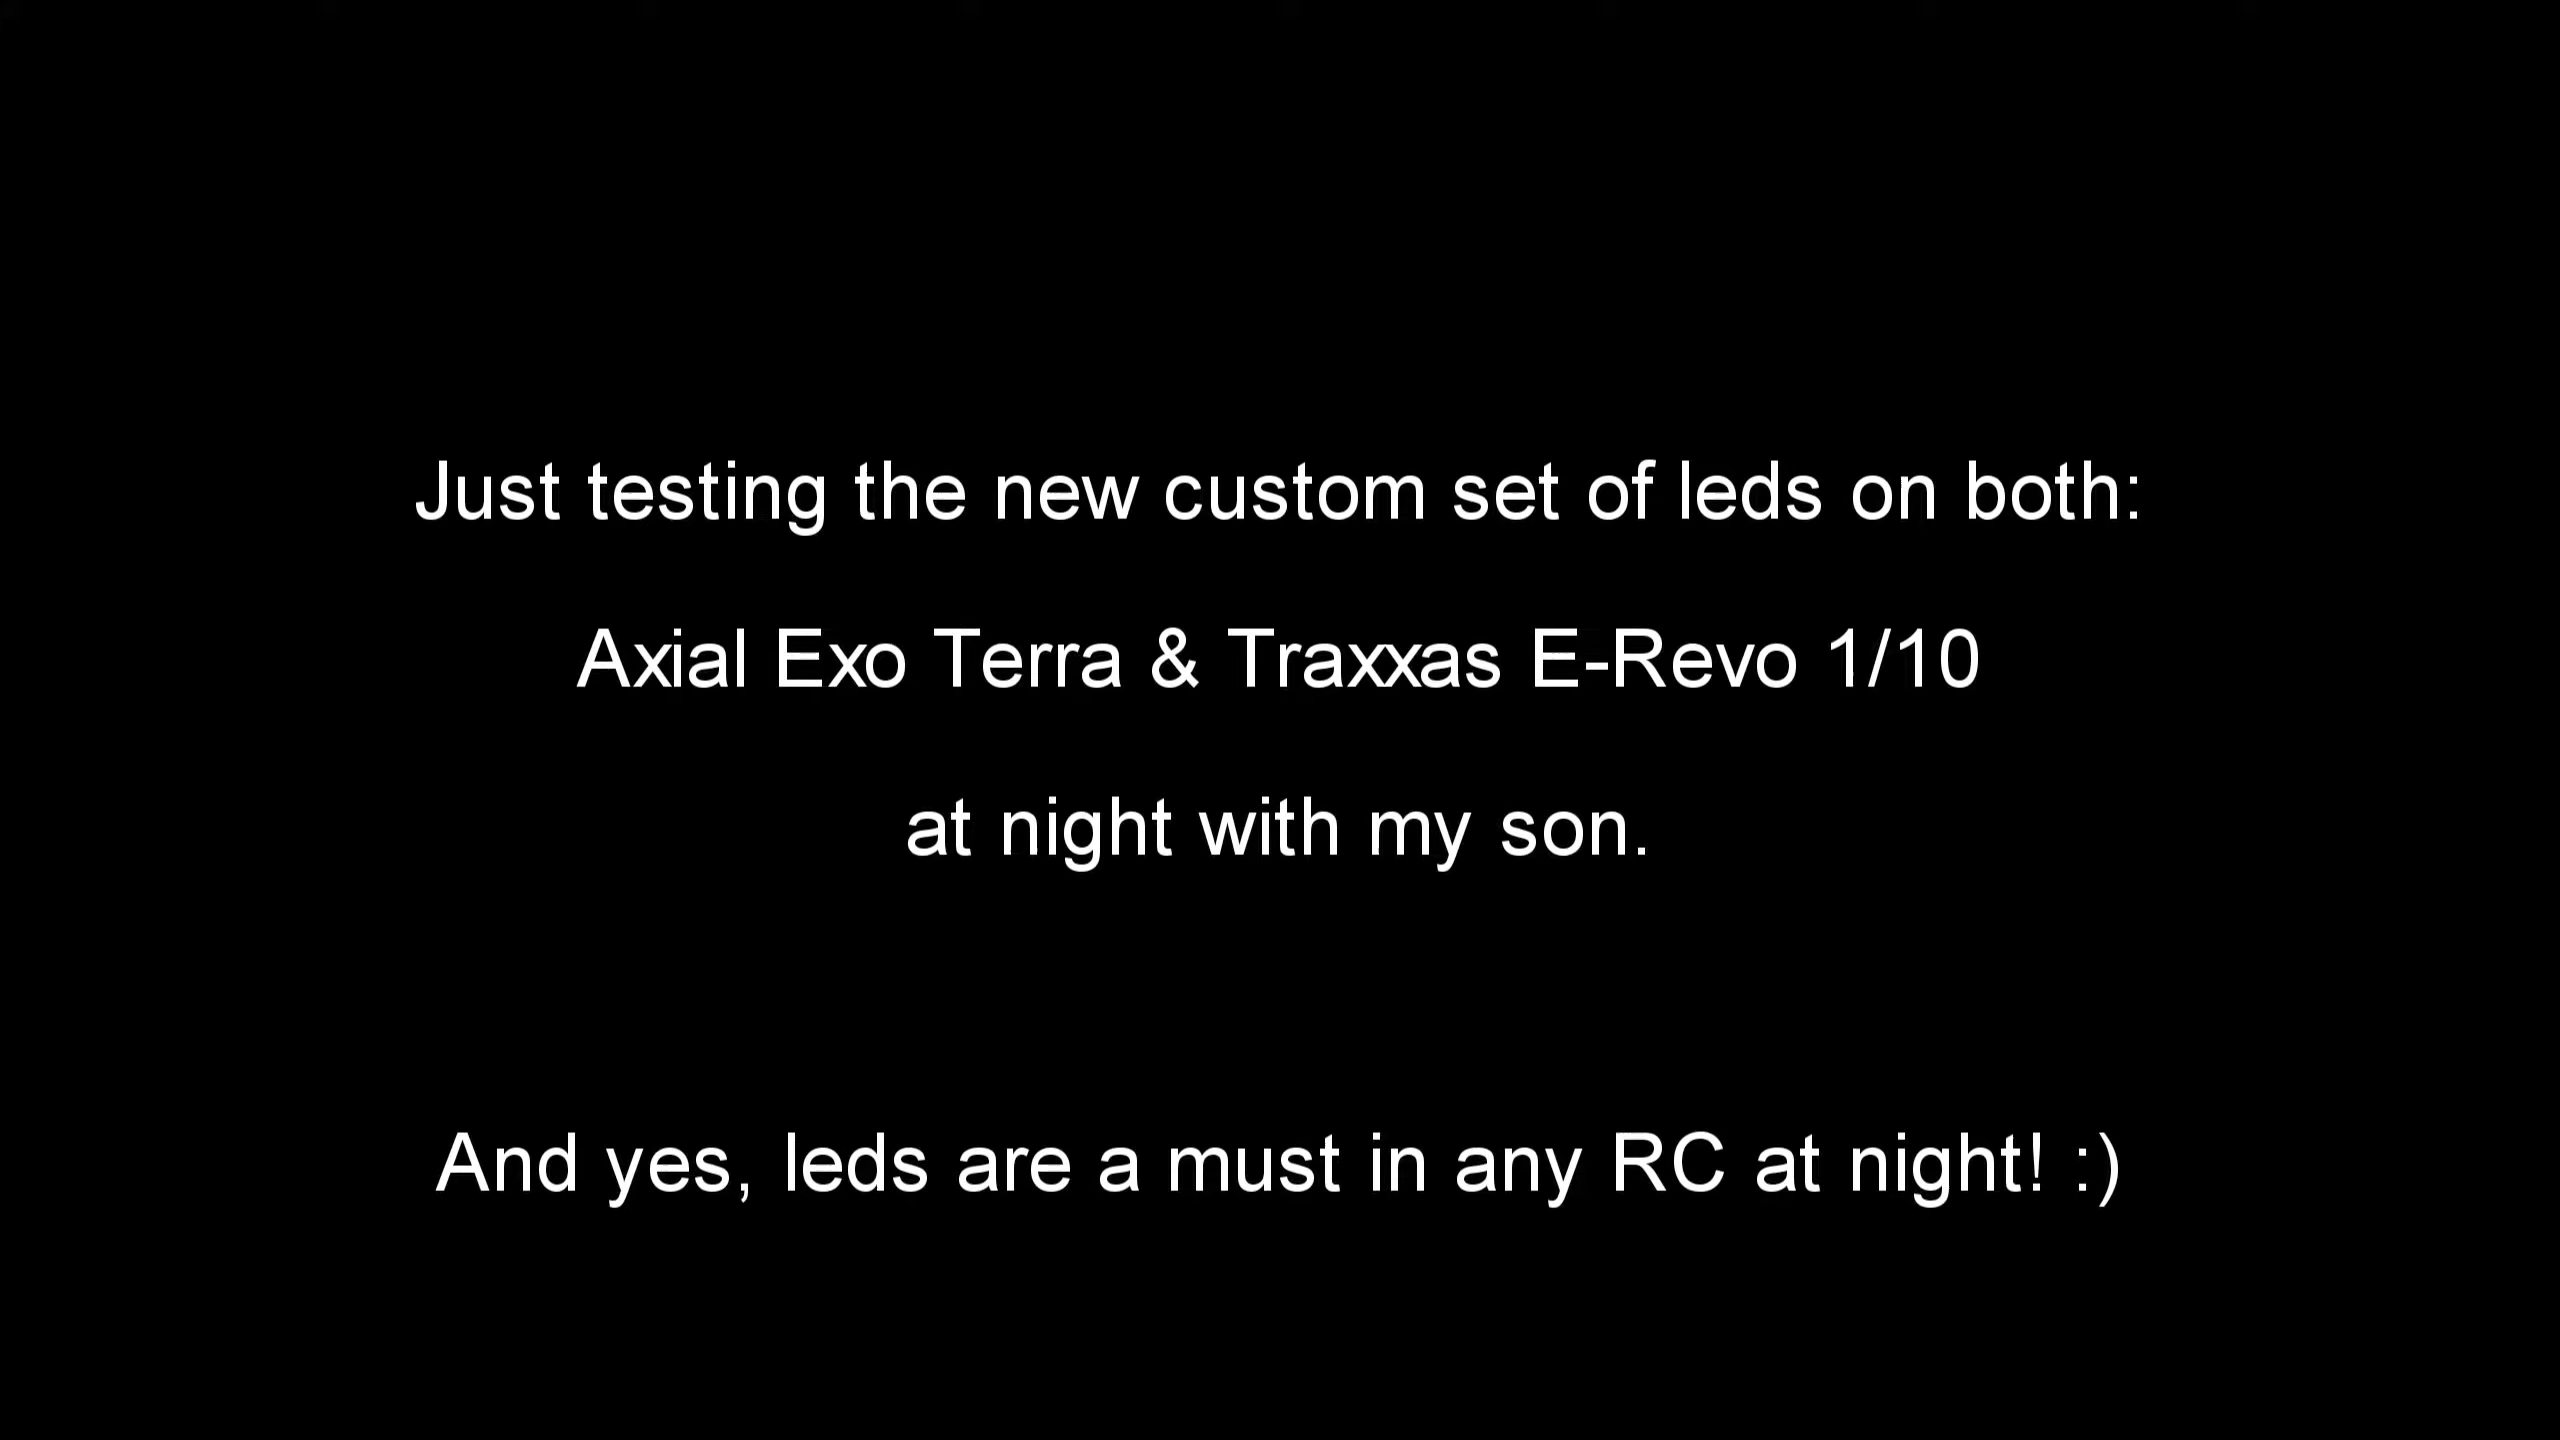 Just testing the new custom set of leds on both:
Axial Exo Terra & Traxxas E-Revo 1/10
at night with my son.
And yes, leds are a must in any RC at night! :)